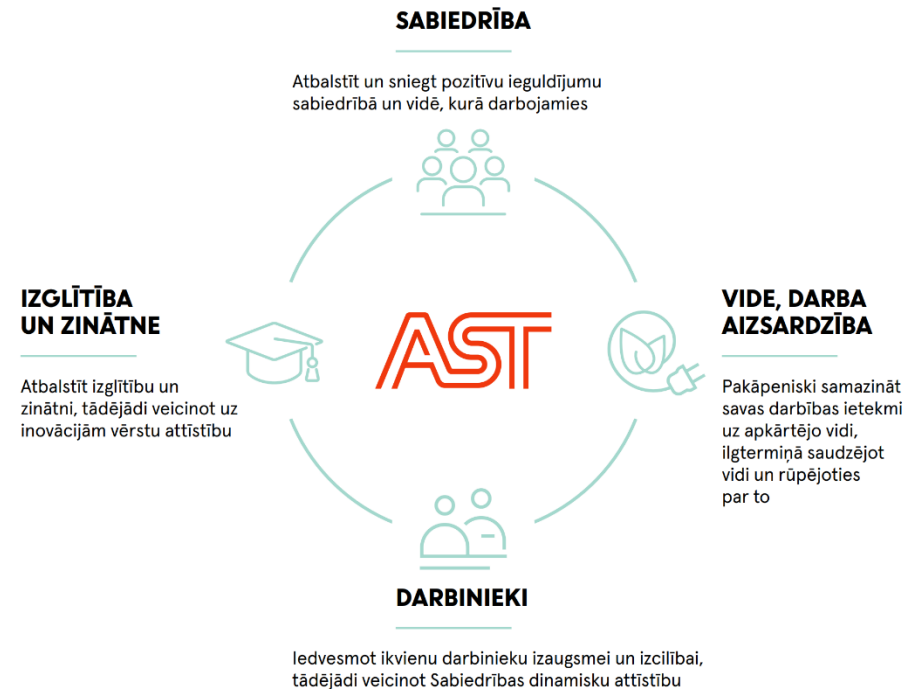 SABIEDRĪBA
Atbalstīt un sniegt pozitīvu ieguldījumu
sabiedrībā un vidē, kurā darbojamies
IZGLĪTĪBA
UN ZINĀTNE
Atbalstīt izglītību un
zinātni, tādējādi veicinot uz
inovācijām vērstu attīstību
AST
VIDE, DARBA
AIZSARDZĪBA
Pakāpeniski samazināt
savas darbības ietekmi
uz apkārtējo vidi,
ilgtermiņā saudzējot
vidi un rūpējoties
par to
DARBINIEKI
Iedvesmot ikvienu darbinieku izaugsmei un izcilībai,
tādējādi veicinot Sabiedrības dinamisku attīstību